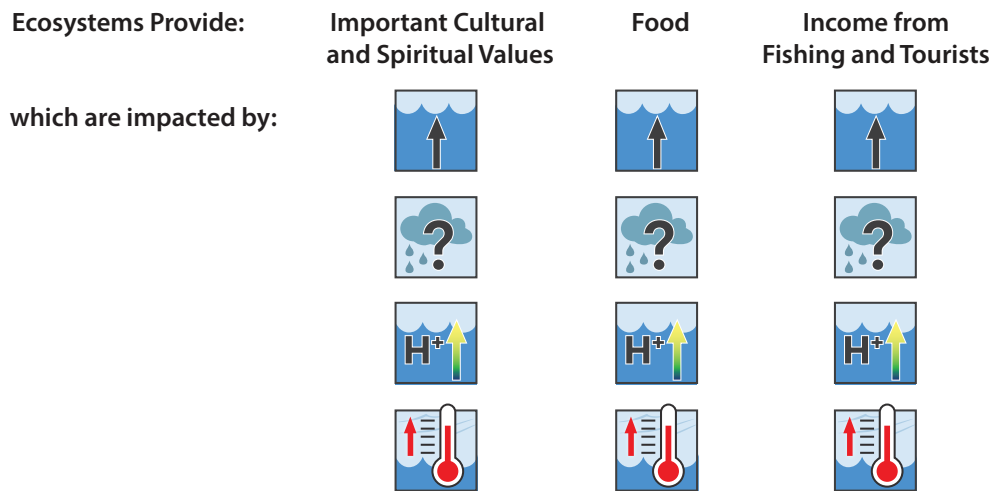 Ecosystems Provide:
Important Cultural
and Spiritual Values
Food
Income from
Fishing and Tourists
which are impacted by:
?
?
?
H+
H+
H+